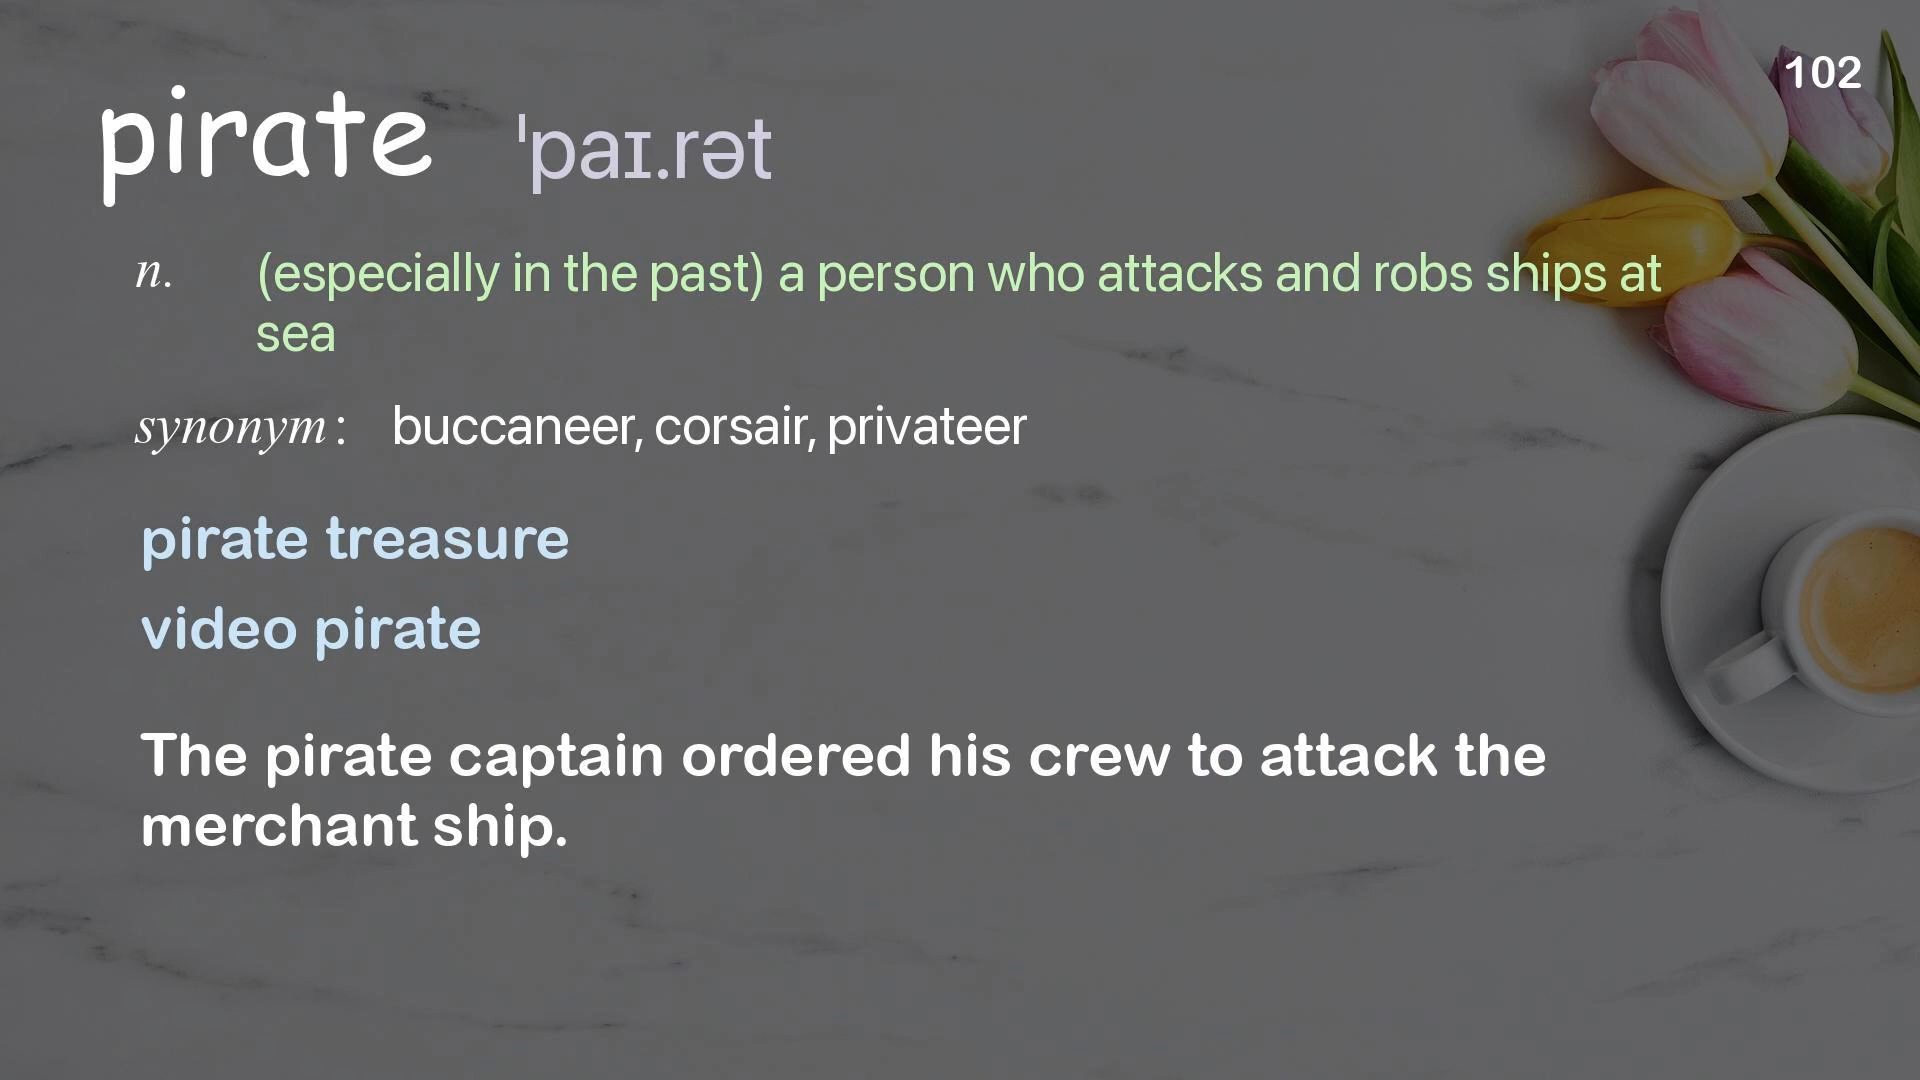 102
pirate ˈpaɪ.rət
n. (especially in the past) a person who attacks and robs ships at
sea
synonym: buccaneer, corsair, privateer
pirate treasure
video pirate
The pirate captain ordered his crew to attack the
merchant ship.